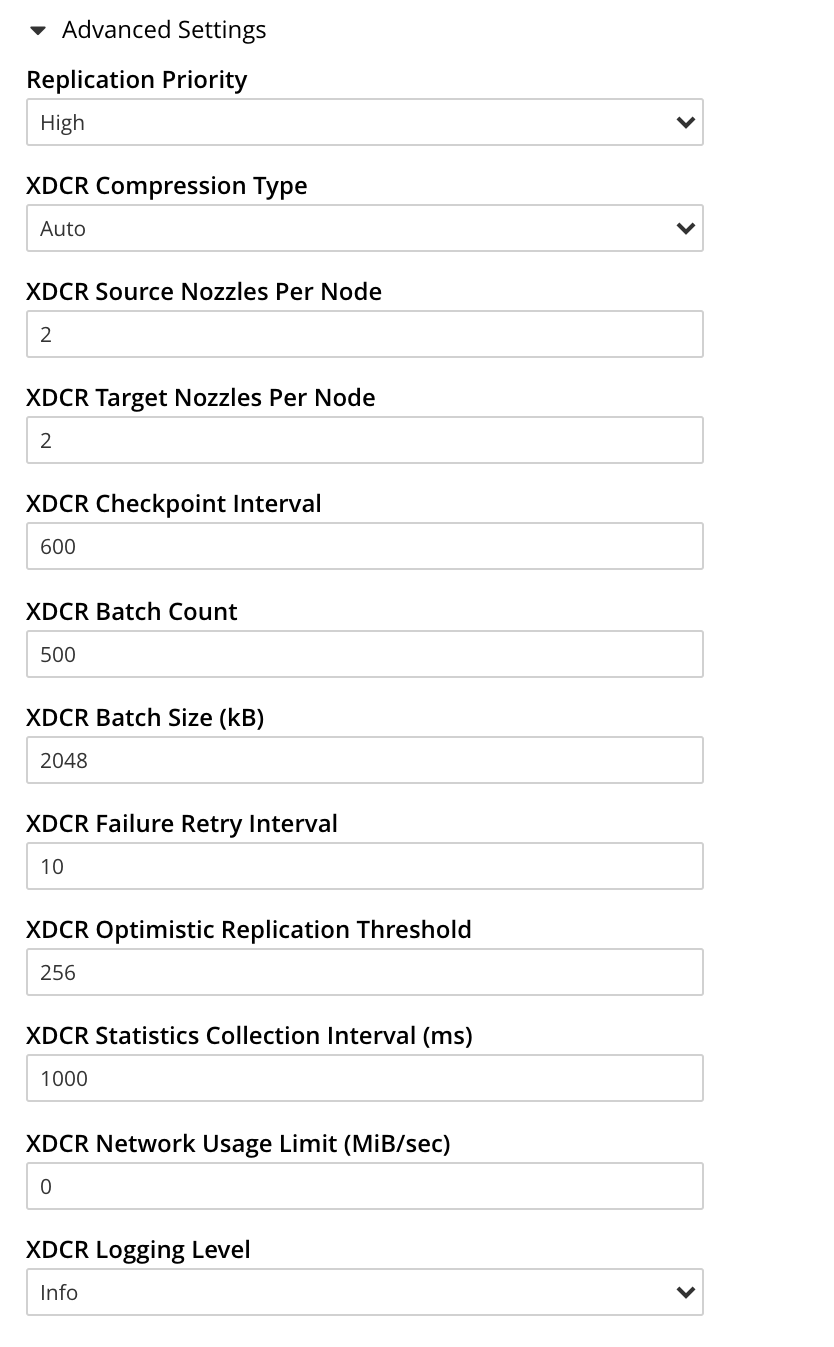 Advanced Settings
Replication Priority
High
XDCR Compression Type
Auto
XDCR Source Nozzles Per Node
2
XDCR Target Nozzles Per Node
2
XDCR Checkpoint Interval
600
XDCR Batch Count
500
XDCR Batch Size (kB)
2048
XDCR Failure Retry Interval
10
XDCR Optimistic Replication Threshold
256
XDCR Statistics Collection Interval (ms)
1000
XDCR Network Usage Limit (MiB/sec)
0
XDCR Logging Level
Info